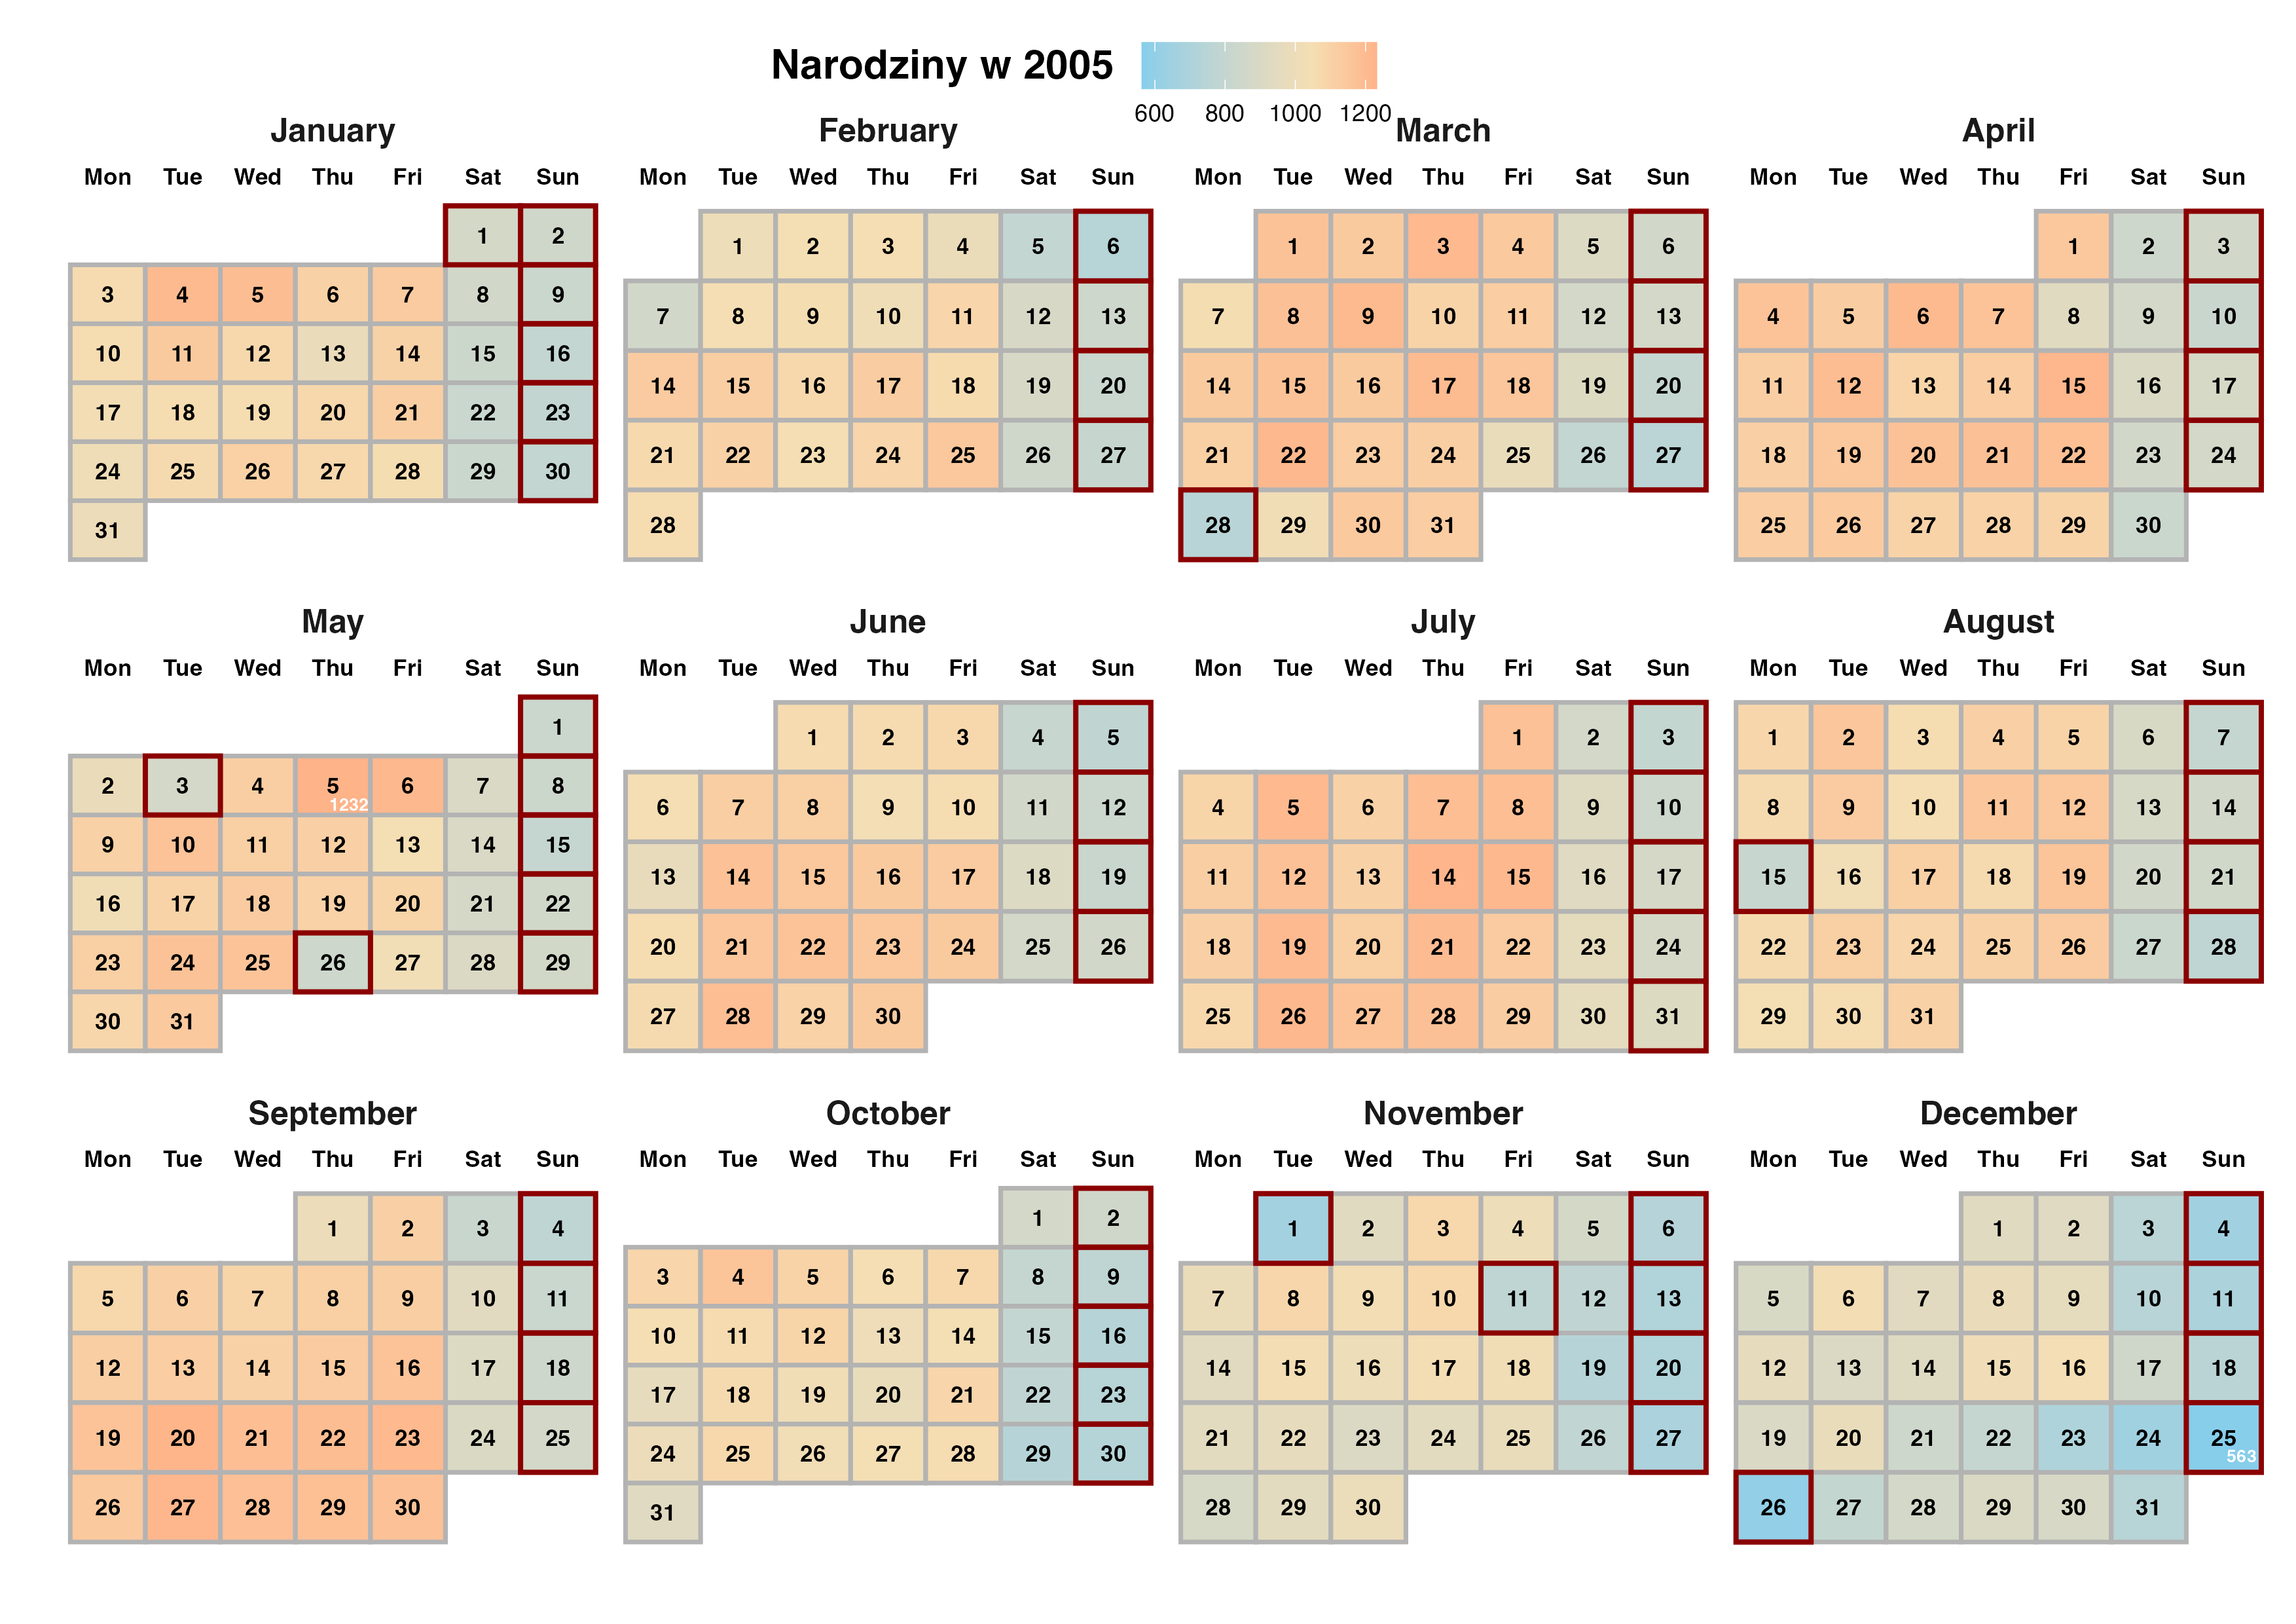 Narodziny w 2005
600 800 1000 1200
January February March April
Mon Tue Wed Thu Fri Sat Sun Mon Tue Wed Thu Fri Sat Sun Mon Tue Wed Thu Fri Sat Sun Mon Tue Wed Thu Fri Sat Sun
1 2 1 2 3 4 5 6 1 2 3 4 5 6 1 2 3
3 4 5 6 7 8 9 7 8 9 10 11 12 13 7 8 9 10 11 12 13 4 5 6 7 8 9 10
10 11 12 13 14 15 16 14 15 16 17 18 19 20 14 15 16 17 18 19 20 11 12 13 14 15 16 17
17 18 19 20 21 22 23 21 22 23 24 25 26 27 21 22 23 24 25 26 27 18 19 20 21 22 23 24
24 25 26 27 28 29 30 28 28 29 30 31 25 26 27 28 29 30
31
May June July August
Mon Tue Wed Thu Fri Sat Sun Mon Tue Wed Thu Fri Sat Sun Mon Tue Wed Thu Fri Sat Sun Mon Tue Wed Thu Fri Sat Sun
1 1 2 3 4 5 1 2 3 1 2 3 4 5 6 7
2 3 4 5 6 7 8 6 7 8 9 10 11 12 4 5 6 7 8 9 10 8 9 10 11 12 13 14
1232
9 10 11 12 13 14 15 13 14 15 16 17 18 19 11 12 13 14 15 16 17 15 16 17 18 19 20 21
16 17 18 19 20 21 22 20 21 22 23 24 25 26 18 19 20 21 22 23 24 22 23 24 25 26 27 28
23 24 25 26 27 28 29 27 28 29 30 25 26 27 28 29 30 31 29 30 31
30 31
September October November December
Mon Tue Wed Thu Fri Sat Sun Mon Tue Wed Thu Fri Sat Sun Mon Tue Wed Thu Fri Sat Sun Mon Tue Wed Thu Fri Sat Sun
1 2 3 4 1 2 1 2 3 4 5 6 1 2 3 4
5 6 7 8 9 10 11 3 4 5 6 7 8 9 7 8 9 10 11 12 13 5 6 7 8 9 10 11
12 13 14 15 16 17 18 10 11 12 13 14 15 16 14 15 16 17 18 19 20 12 13 14 15 16 17 18
19 20 21 22 23 24 25 17 18 19 20 21 22 23 21 22 23 24 25 26 27 19 20 21 22 23 24 25
563
26 27 28 29 30 24 25 26 27 28 29 30 28 29 30 26 27 28 29 30 31
31